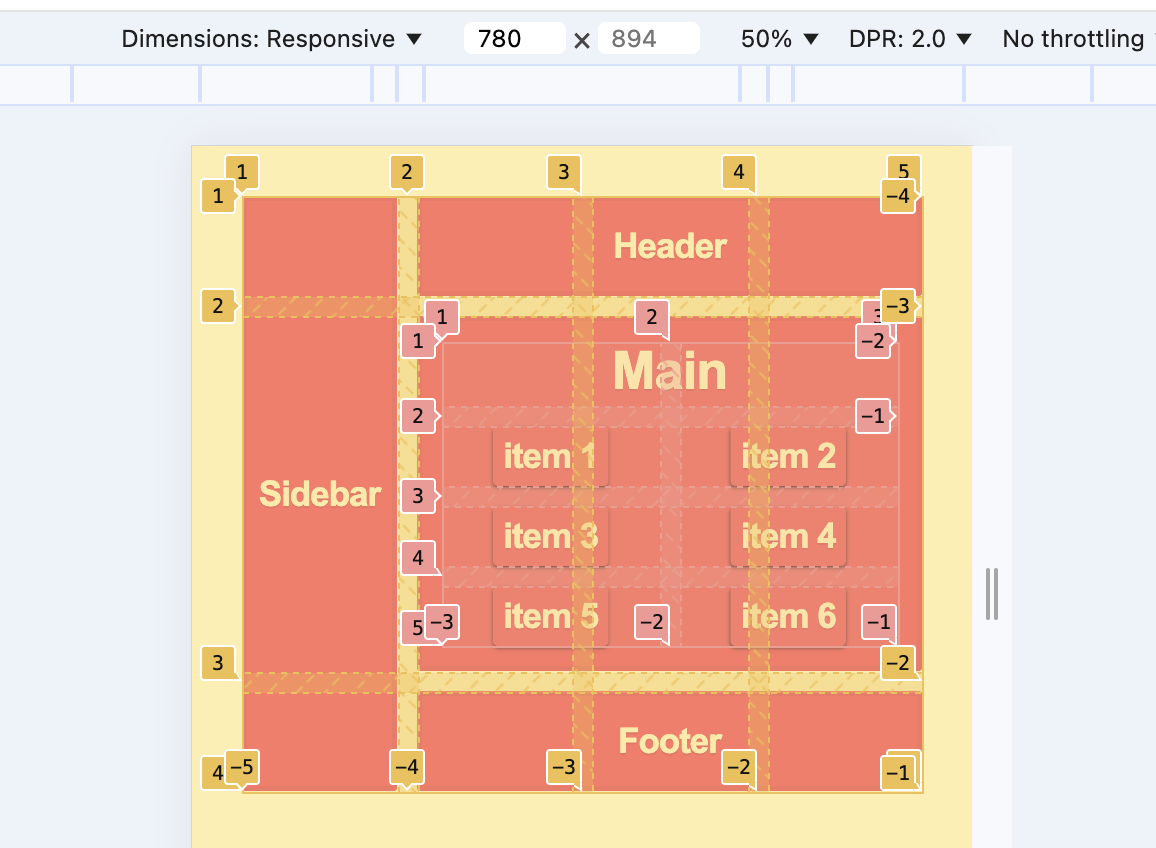 Dimensions: Responsive ▼ 780 × 894 50% ▼ DPR: 2.0 ▼ No throttling
1 2 3 4 5
1 −4
Header
2 −3
1 2 3
1 −2
Main
2 −1
item 1 item 2
Sidebar 3
item 3 item 4
4
5 −3 item 5 −2 item 6 −1
3 −2
Footer
4 −5 −4 −3 −2 −1